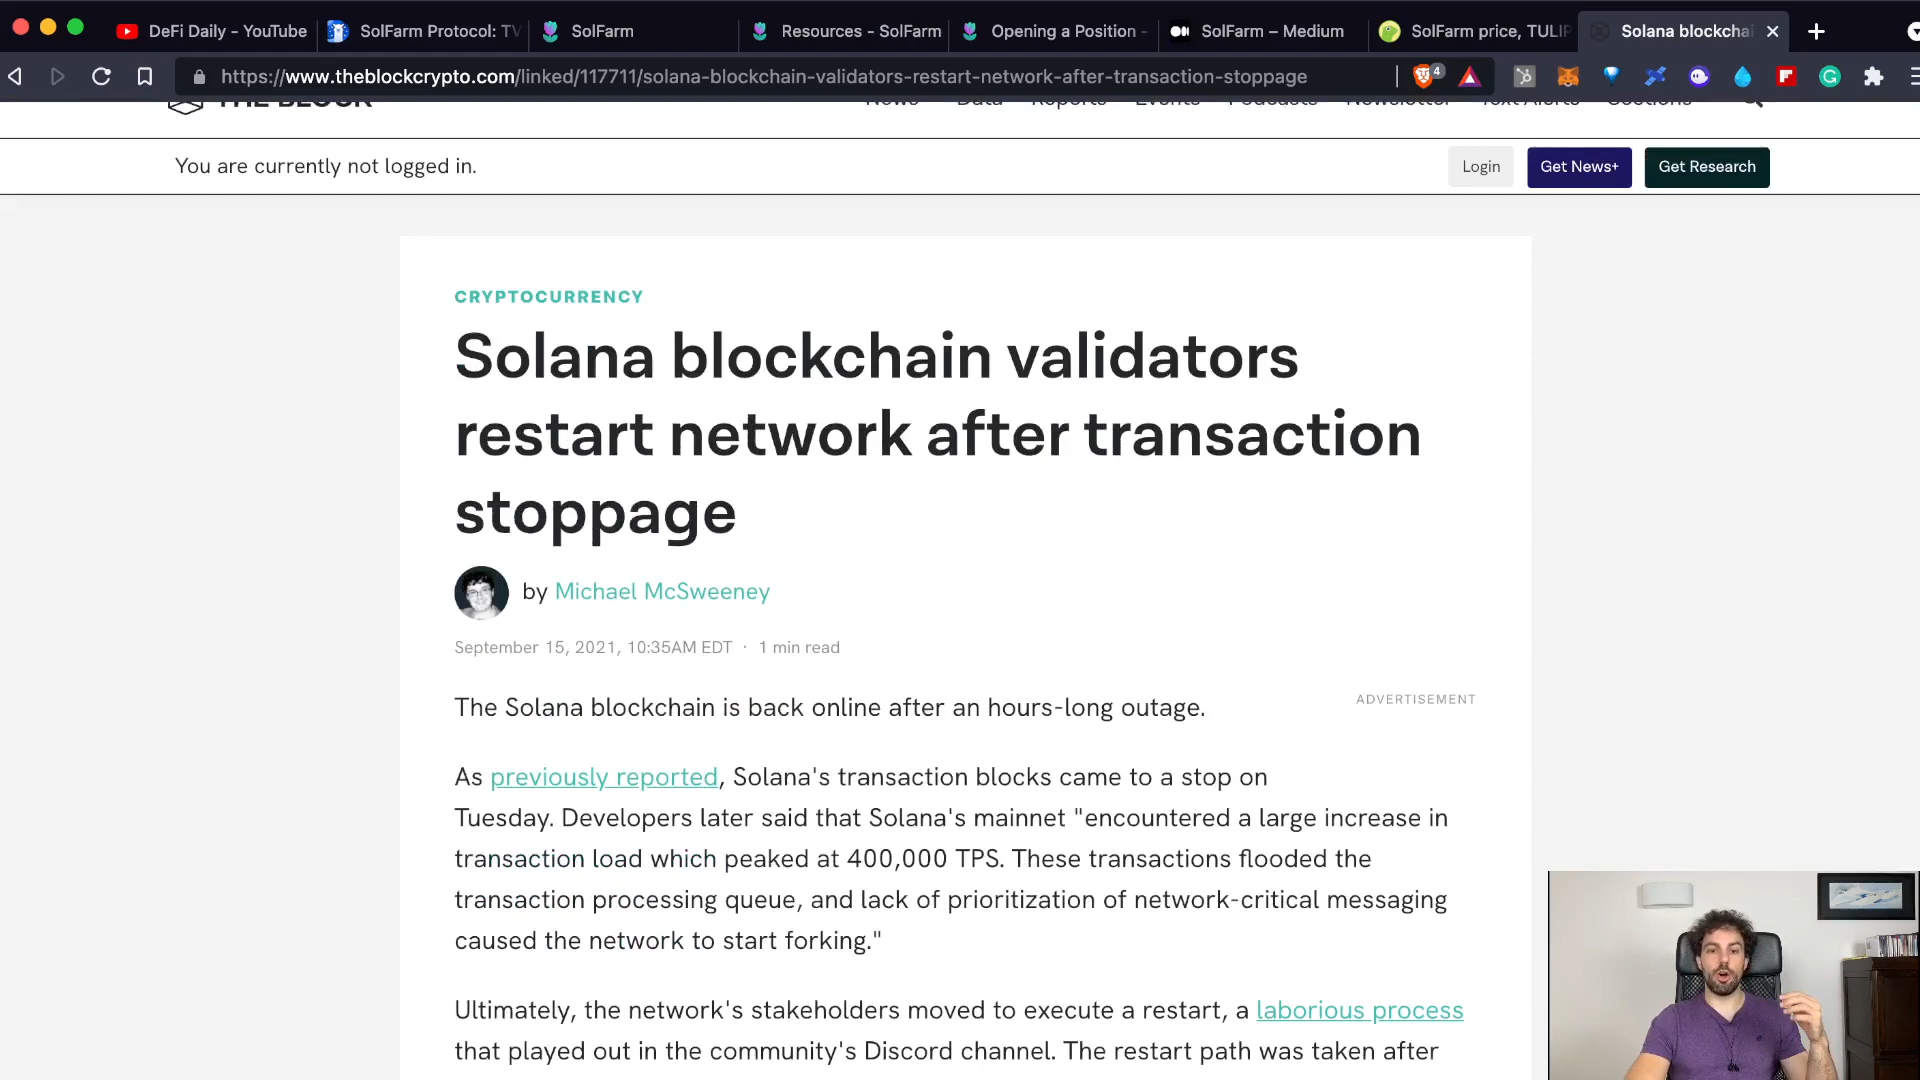 DeFi Daily - YouTube
SolFarm Protocol: TV
SolFarm
Resources - SolFarm
Opening a Position -
SolFarm – Medium
SolFarm price, TULIP
Solana blockchai
https://www.theblockcrypto.com/linked/117711/solana-blockchain-validators-restart-network-after-transaction-stoppage
4
THE BLOCK
News Data Reports Events Podcasts Newsletter Text Alerts Sections
You are currently not logged in.
Login
Get News+
Get Research
CRYPTOCURRENCY
Solana blockchain validators
restart network after transaction
stoppage
by Michael McSweeney
September 15, 2021, 10:35AM EDT · 1 min read
The Solana blockchain is back online after an hours-long outage.
ADVERTISEMENT
As previously reported, Solana's transaction blocks came to a stop on
Tuesday. Developers later said that Solana's mainnet "encountered a large increase in
transaction load which peaked at 400,000 TPS. These transactions flooded the
transaction processing queue, and lack of prioritization of network-critical messaging
caused the network to start forking."
Ultimately, the network's stakeholders moved to execute a restart, a laborious process
that played out in the community's Discord channel. The restart path was taken after